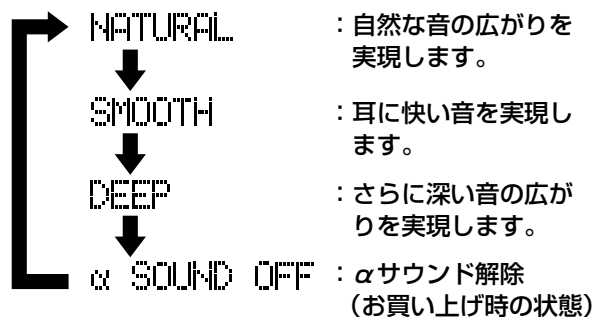 NATURAL ：自然な音の広がりを
実現します。
SMOOTH ：耳に快い音を実現し
ます。
DEEP ：さらに深い音の広が
りを実現します。
α SOUND OFF ：αサウンド解除
（お買い上げ時の状態）